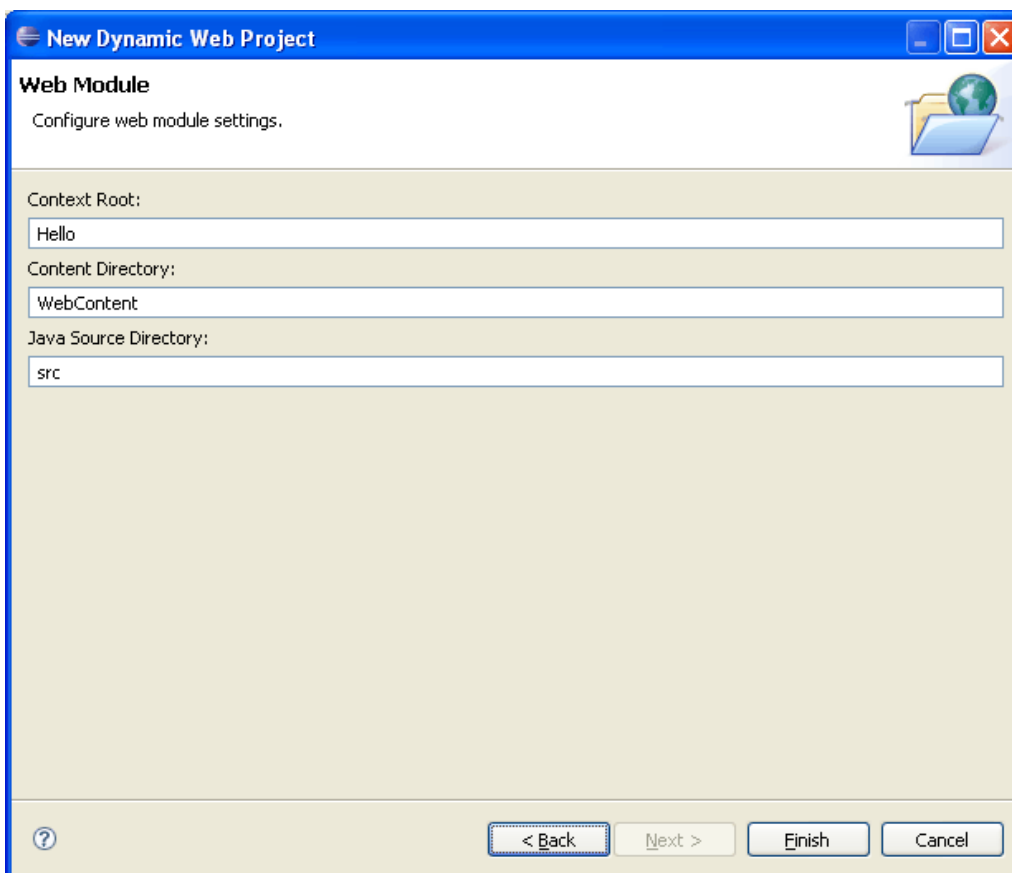 New Dynamic Web Project
Web Module
Configure web module settings.
Context Root:
Hello
Content Directory:
WebContent
Java Source Directory:
src
? < Back Next > Finish Cancel